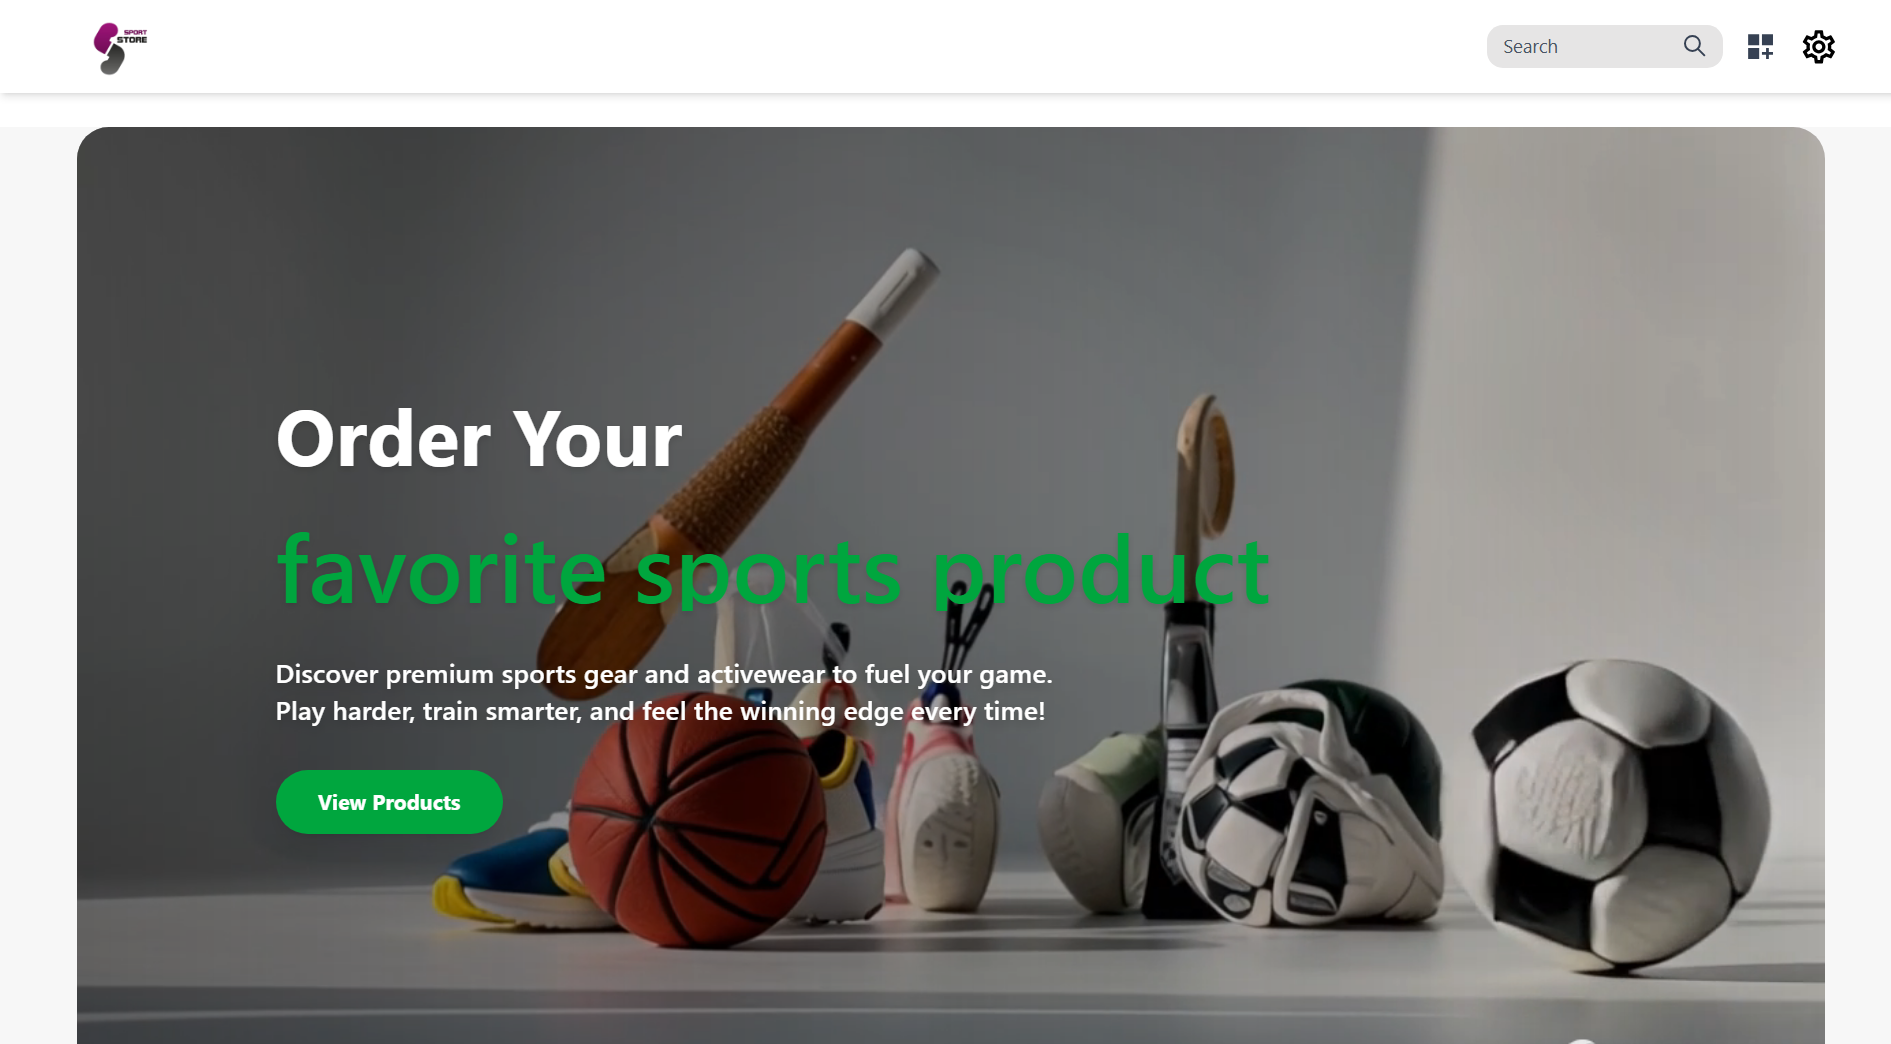 SPORT
STORE
Search
Order Your
favorite sports product
Discover premium sports gear and activewear to fuel your game.
Play harder, train smarter, and feel the winning edge every time!
View Products